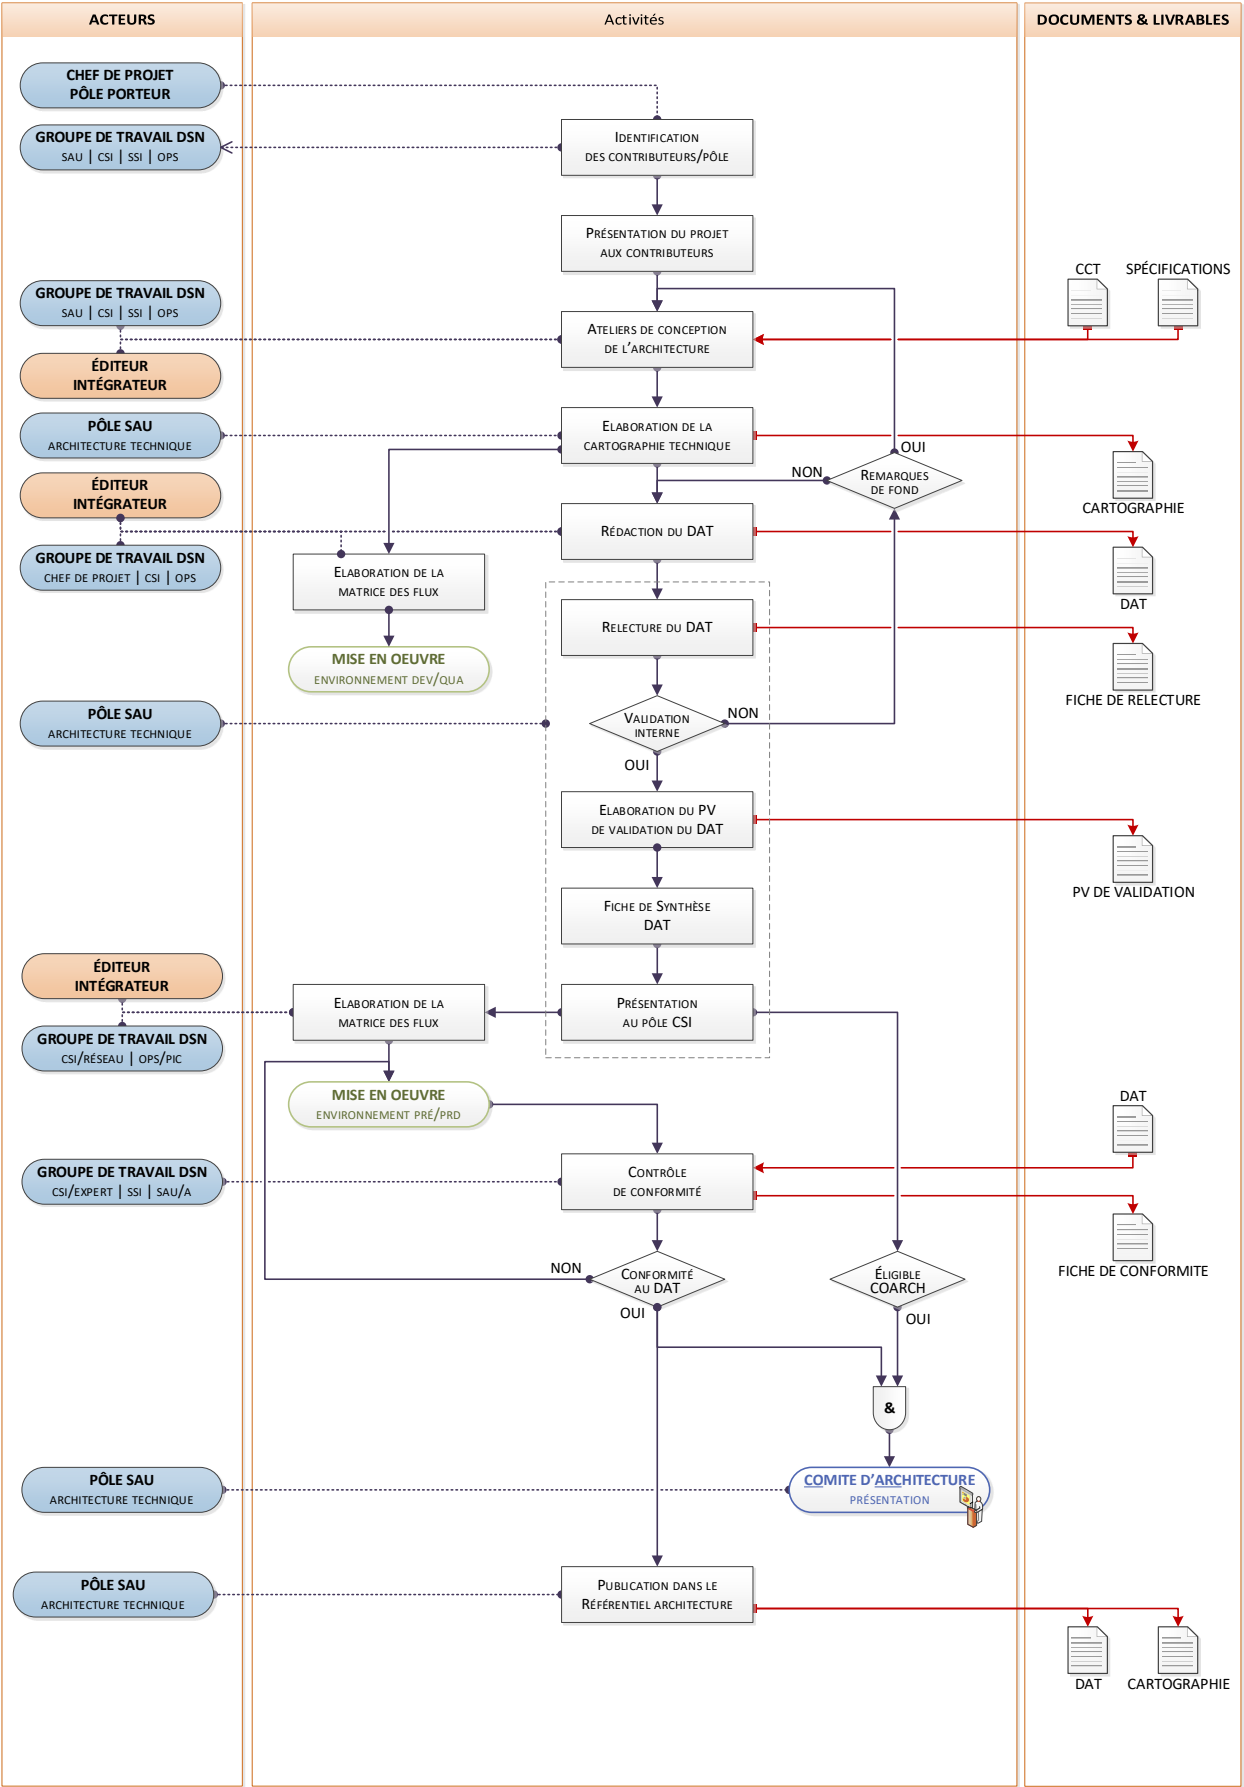 ACTEURS
Activités
DOCUMENTS & LIVRABLES
CHEF DE PROJET
PÔLE PORTEUR
GROUPE DE TRAVAIL DSN
SAU | CSI | SSI | OPS
IDENTIFICATION
DES CONTRIBUTEURS/PÔLE
PRÉSENTATION DU PROJET
AUX CONTRIBUTEURS
CCT
SPÉCIFICATIONS
GROUPE DE TRAVAIL DSN
SAU | CSI | SSI | OPS
ATELIERS DE CONCEPTION
DE L'ARCHITECTURE
ÉDITEUR
INTÉGRATEUR
PÔLE SAU
ARCHITECTURE TECHNIQUE
ELABORATION DE LA
CARTOGRAPHIE TECHNIQUE
OUI
NON
REMARQUES
DE FOND
CARTOGRAPHIE
ÉDITEUR
INTÉGRATEUR
RÉDACTION DU DAT
GROUPE DE TRAVAIL DSN
CHEF DE PROJET | CSI | OPS
ELABORATION DE LA
MATRICE DES FLUX
DAT
RELECTURE DU DAT
MISE EN OEUVRE
ENVIRONNEMENT DEV/QUA
FICHE DE RELECTURE
PÔLE SAU
ARCHITECTURE TECHNIQUE
VALIDATION
INTERNE
NON
OUI
ELABORATION DU PV
DE VALIDATION DU DAT
PV DE VALIDATION
FICHE DE SYNTHÈSE
DAT
ÉDITEUR
INTÉGRATEUR
ELABORATION DE LA
MATRICE DES FLUX
PRÉSENTATION
AU PÔLE CSI
GROUPE DE TRAVAIL DSN
CSI/RÉSEAU | OPS/PIC
MISE EN OEUVRE
ENVIRONNEMENT PRÉ/PRD
DAT
GROUPE DE TRAVAIL DSN
CSI/EXPERT | SSI | SAU/A
CONTRÔLE
DE CONFORMITÉ
FICHE DE CONFORMITE
NON
CONFORMITÉ
AU DAT
OUI
ÉLIGIBLE
COARCH
OUI
&
PÔLE SAU
ARCHITECTURE TECHNIQUE
COMITE D'ARCHITECTURE
PRÉSENTATION
PÔLE SAU
ARCHITECTURE TECHNIQUE
PUBLICATION DANS LE
RÉFÉRENTIEL ARCHITECTURE
DAT
CARTOGRAPHIE